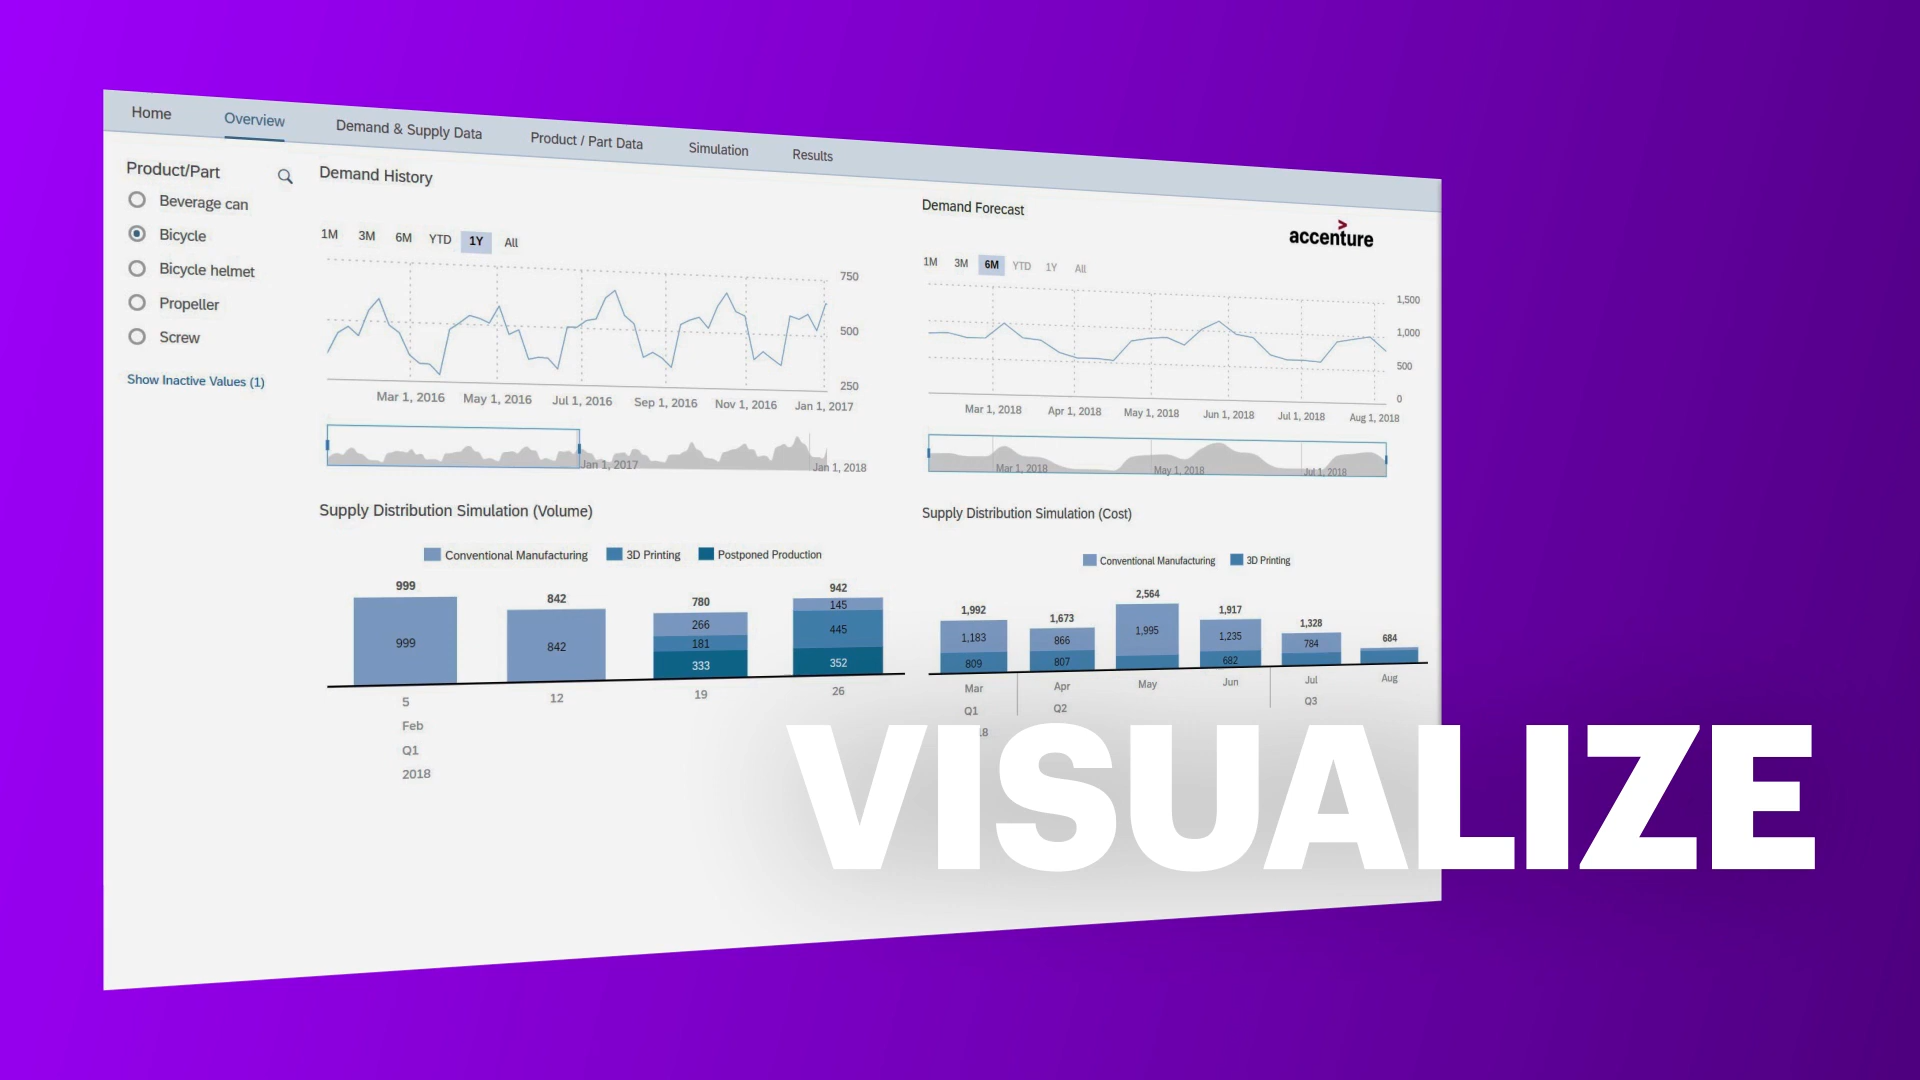 Home Overview Demand & Supply Data Product / Part Data Simulation Results
Product/Part
Beverage can
Bicycle
Bicycle helmet
Propeller
Screw
Show Inactive Values (1)
Demand History
1M 3M 6M YTD 1Y All
750
500
250
Mar 1, 2016 May 1, 2016 Jul 1, 2016 Sep 1, 2016 Nov 1, 2016 Jan 1, 2017
Jan 1, 2017 Jan 1, 2018
Demand Forecast
accenture
1M 3M 6M YTD 1Y All
1,500
1,000
500
0
Mar 1, 2018 Apr 1, 2018 May 1, 2018 Jun 1, 2018 Jul 1, 2018 Aug 1, 2018
Mar 1, 2018 May 1, 2018 Jul 1, 2018
Supply Distribution Simulation (Volume)
Conventional Manufacturing 3D Printing Postponed Production
999 842 780 942
999 842 266 145
181 445
333 352
5 12 19 26
Feb
Q1
2018
Supply Distribution Simulation (Cost)
Conventional Manufacturing 3D Printing
1,992 1,673 2,564 1,917 1,328 684
1,183 866 1,995 1,235 784
809 807 682
Mar Apr May Jun Jul Aug
Q1 Q2 Q3
VISUALIZE